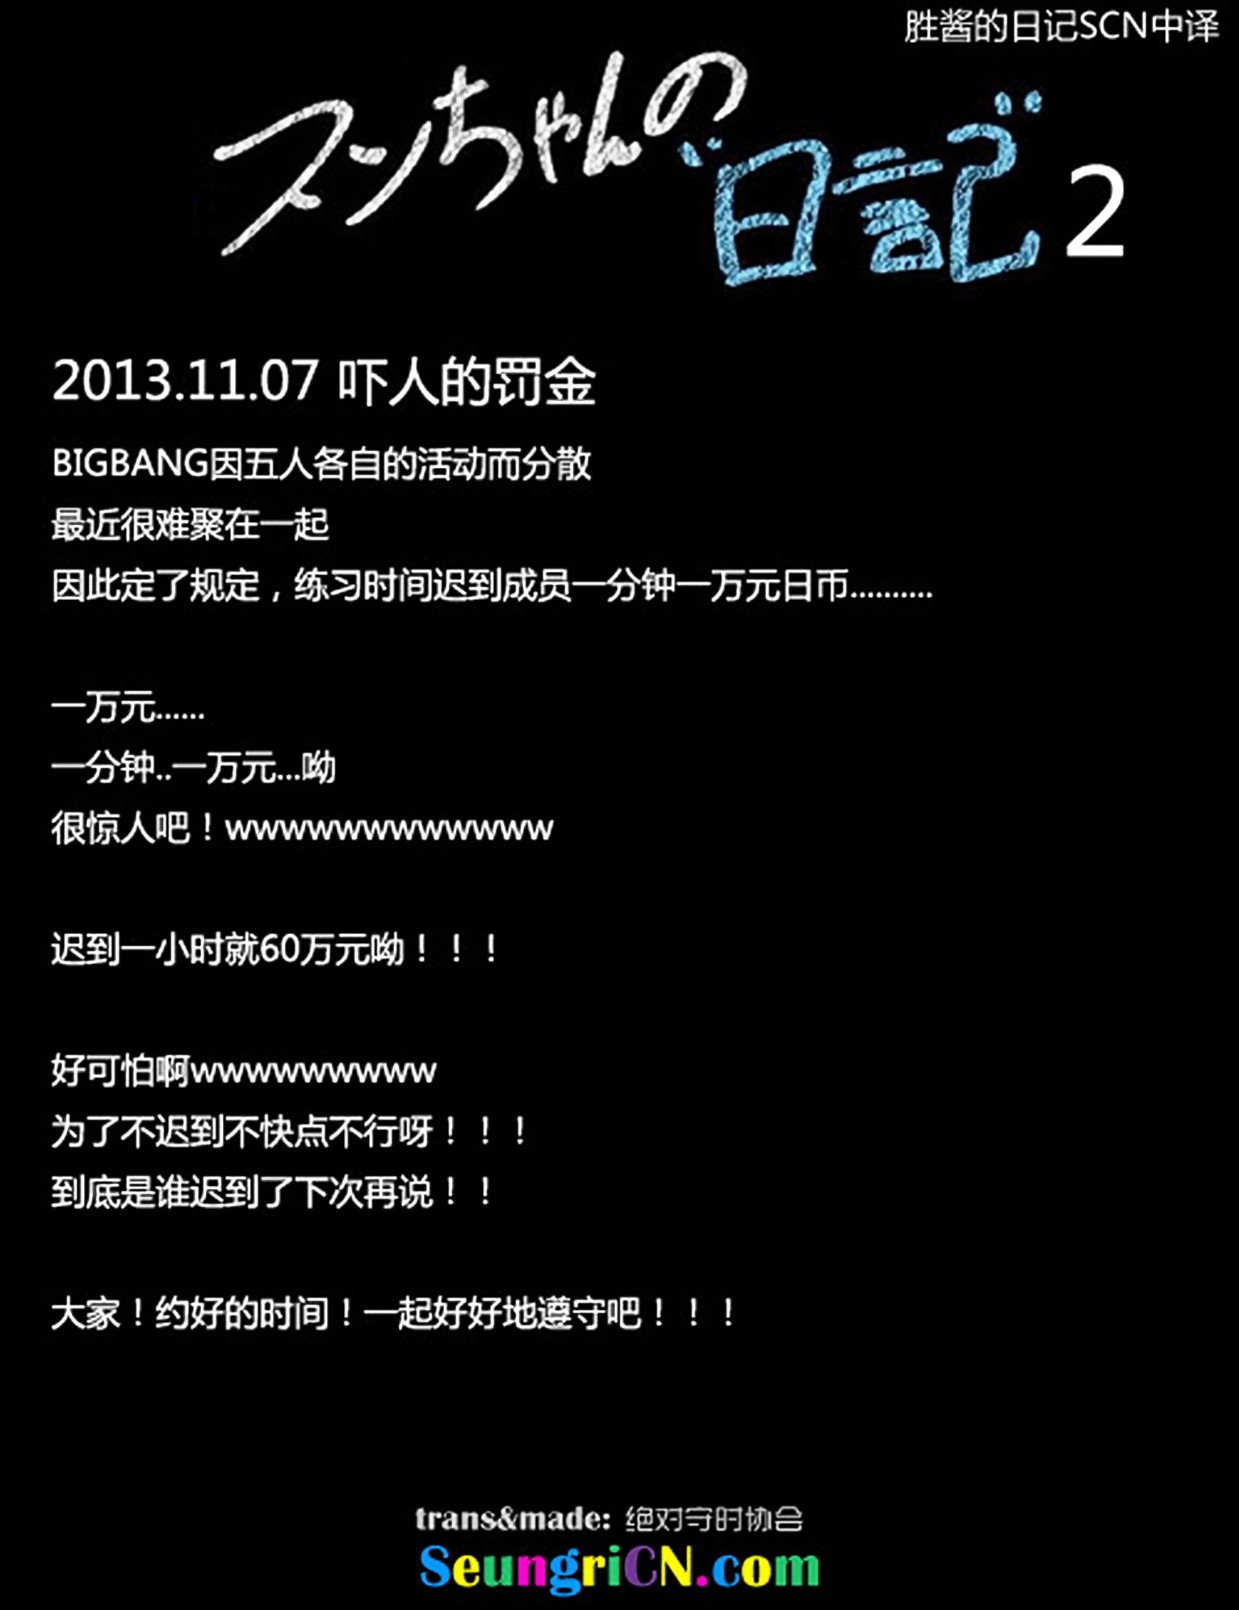 胜酱的日记SCN中译
スンちゃんの
日記2
2013.11.07 吓人的罚金
BIGBANG因五人各自的活动而分散
最近很难聚在一起
因此定了规定，练习时间迟到成员一分钟一万元日币..........
一万元......
一分钟..一万元...呦
很惊人吧！wwwwwwwwwwww
迟到一小时就60万元呦！！！
好可怕啊wwwwwwwww
为了不迟到不快点不行呀！！！
到底是谁迟到了下次再说！！
大家！约好的时间！一起好好地遵守吧！！！
trans&made: 绝对守时协会
SeungriCN.com